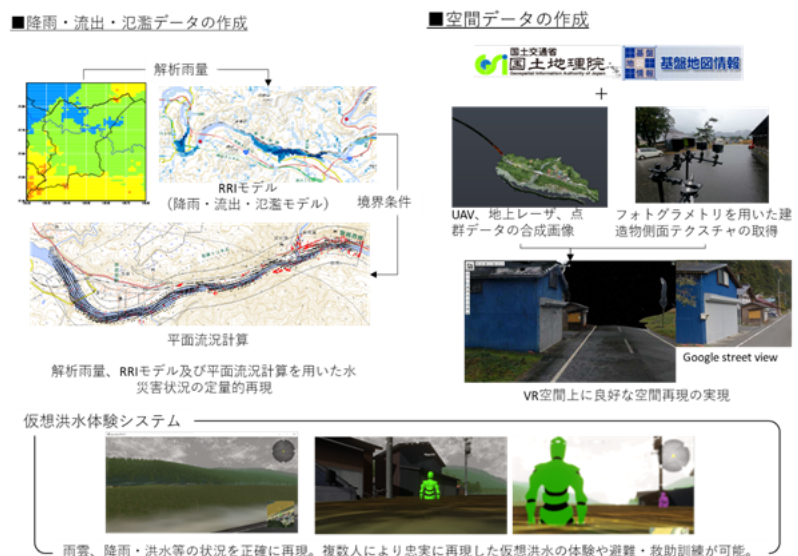 ■降雨・流出・氾濫データの作成
解析雨量
RRIモデル
（降雨・流出・氾濫モデル）
境界条件
平面流況計算
解析雨量、RRIモデル及び平面流況計算を用いた水
災害状況の定量的再現
■空間データの作成
国土交通省
国土地理院
Geospatial Information Authority of Japan
基盤
地図
情報
基盤地図情報
+
UAV、地上レーザ、点
群データの合成画像
フォトグラメトリを用いた建
造物側面テクスチャの取得
Google street view
VR空間上に良好な空間再現の実現
仮想洪水体験システム
雨雲、降雨・洪水等の状況を正確に再現。複数人により忠実に再現した仮想洪水の体験や避難・救助訓練が可能。